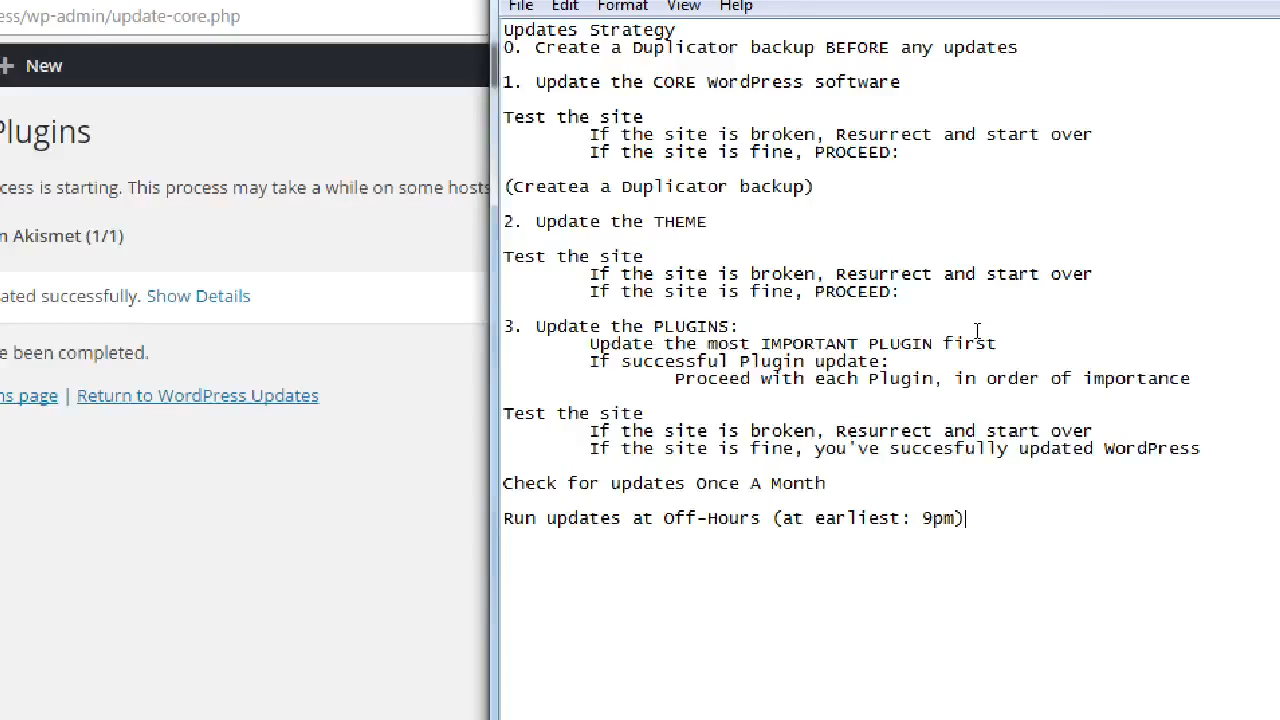 ess/wp-admin/update-core.php
New
Plugins
cess is starting. This process may take a while on some hosts
m Akismet (1/1)
ated successfully. Show Details
e been completed.
ns page | Return to WordPress Updates
File Edit Format View Help
Updates Strategy
0. Create a Duplicator backup BEFORE any updates
1. Update the CORE WordPress software
Test the site
If the site is broken, Resurrect and start over
If the site is fine, PROCEED:
(Createa a Duplicator backup)
2. Update the THEME
Test the site
If the site is broken, Resurrect and start over
If the site is fine, PROCEED:
3. Update the PLUGINS:
Update the most IMPORTANT PLUGIN first
If successful Plugin update:
Proceed with each Plugin, in order of importance
Test the site
If the site is broken, Resurrect and start over
If the site is fine, you've succesfully updated WordPress
Check for updates Once A Month
Run updates at Off-Hours (at earliest: 9pm)